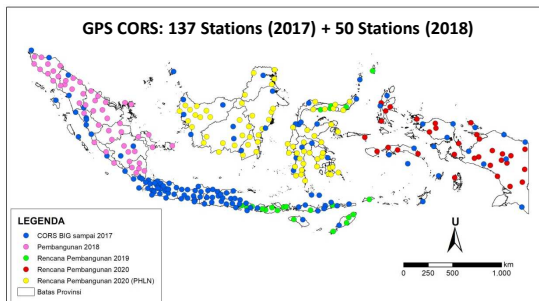 GPS CORS: 137 Stations (2017) + 50 Stations (2018)
LEGENDA
CORS BIG sampai 2017
Pembangunan 2018
Rencana Pembangunan 2019
Rencana Pembangunan 2020
Rencana Pembangunan 2020 (PHLN)
Batas Provinsi
U
km
0 250 500 1.000